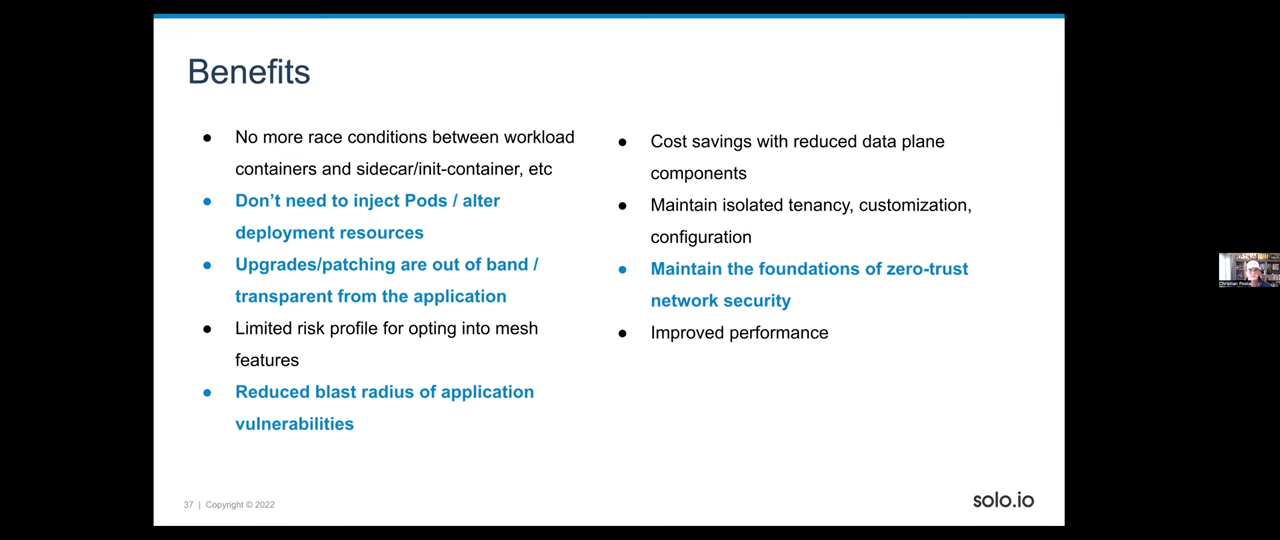 Benefits
No more race conditions between workload
containers and sidecar/init-container, etc
Don’t need to inject Pods / alter
deployment resources
Upgrades/patching are out of band /
transparent from the application
Limited risk profile for opting into mesh
features
Reduced blast radius of application
vulnerabilities
Cost savings with reduced data plane
components
Maintain isolated tenancy, customization,
configuration
Maintain the foundations of zero-trust
network security
Improved performance
37 | Copyright © 2022
solo.io
Christian Posta